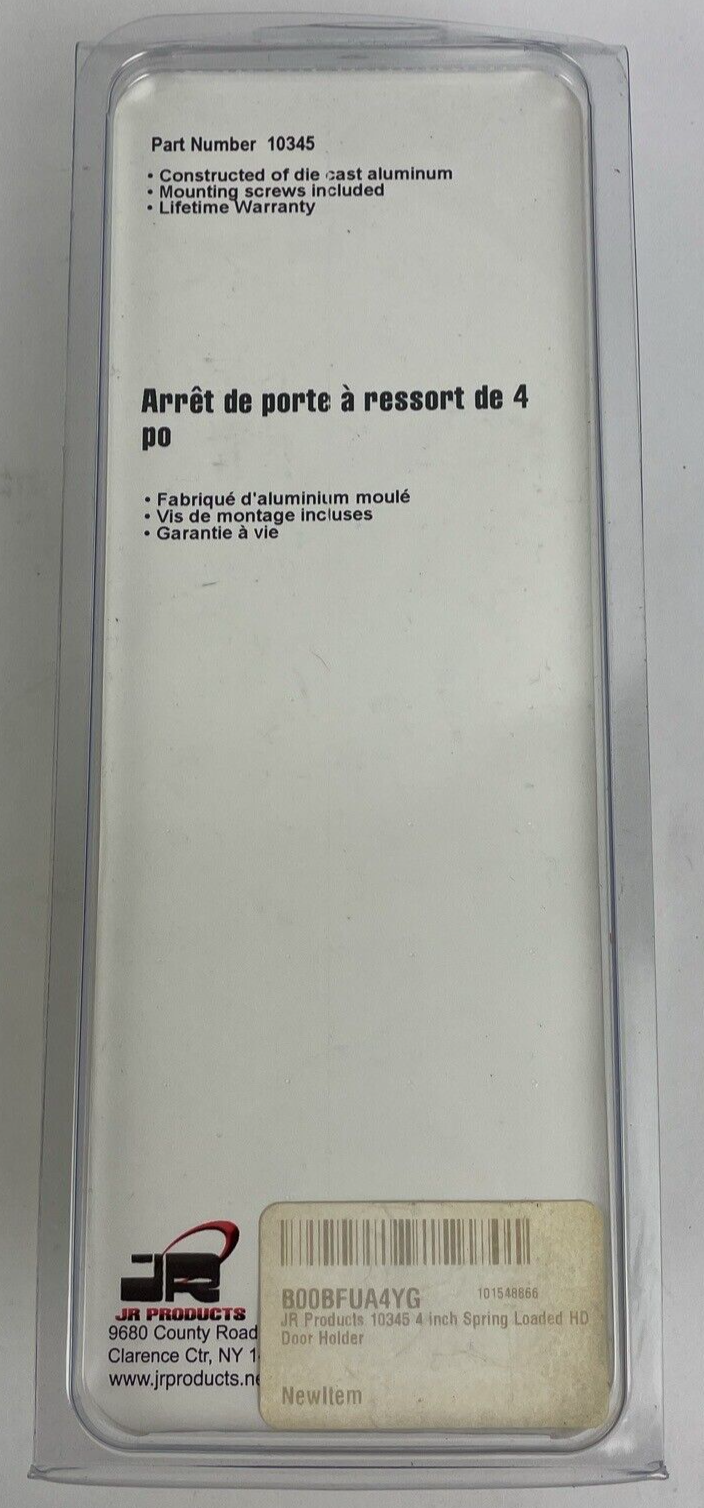 Part Number 10345
• Constructed of die cast aluminum
• Mounting screws included
• Lifetime Warranty
Arrêt de porte à ressort de 4
po
• Fabriqué d'aluminium moulé
• Vis de montage incluses
• Garantie à vie
JR
JR PRODUCTS
9680 County Road
Clarence Ctr, NY 1
www.jrproducts.ne
B00BFUA4YG 101548866
JR Products 10345 4 inch Spring Loaded HD
Door Holder
NewItem